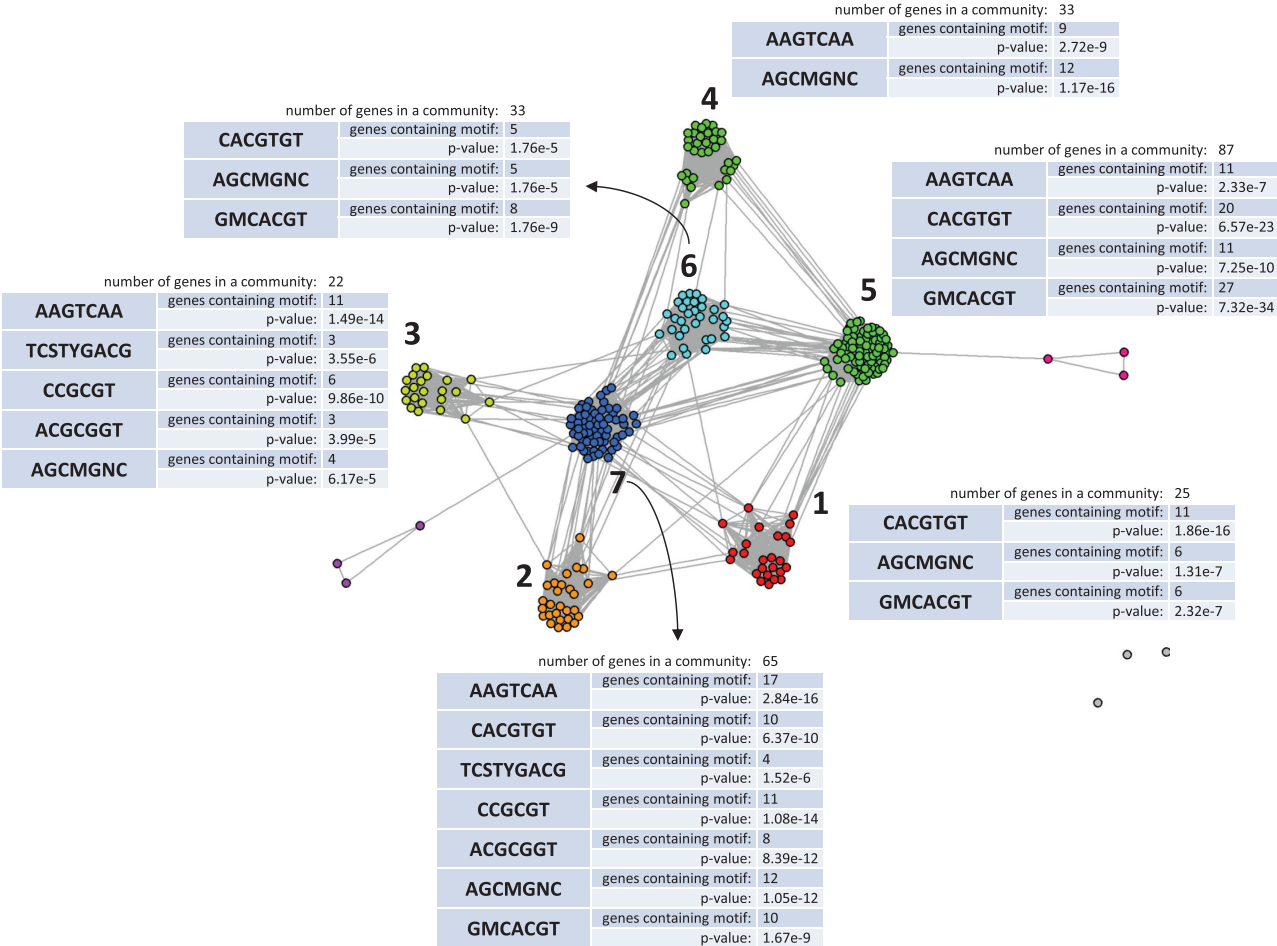 number of genes in a community: 33
AAGTCAA
genes containing motif: 9
p-value: 2.72e-9
AGCMGNC
genes containing motif: 12
p-value: 1.17e-16
4
number of genes in a community: 33
CACGTGT
genes containing motif: 5
p-value: 1.76e-5
AGCMGNC
genes containing motif: 5
p-value: 1.76e-5
GMCACGT
genes containing motif: 8
p-value: 1.76e-9
6
number of genes in a community: 87
AAGTCAA
genes containing motif: 11
p-value: 2.33e-7
CACGTGT
genes containing motif: 20
p-value: 6.57e-23
AGCMGNC
genes containing motif: 11
p-value: 7.25e-10
GMCACGT
genes containing motif: 27
p-value: 7.32e-34
5
number of genes in a community: 22
AAGTCAA
genes containing motif: 11
p-value: 1.49e-14
TCSTYGACG
genes containing motif: 3
p-value: 3.55e-6
CCGCGT
genes containing motif: 6
p-value: 9.86e-10
ACGCGGT
genes containing motif: 3
p-value: 3.99e-5
AGCMGNC
genes containing motif: 4
p-value: 6.17e-5
3
7
1
number of genes in a community: 25
CACGTGT
genes containing motif: 11
p-value: 1.86e-16
AGCMGNC
genes containing motif: 6
p-value: 1.31e-7
GMCACGT
genes containing motif: 6
p-value: 2.32e-7
2
number of genes in a community: 65
AAGTCAA
genes containing motif: 17
p-value: 2.84e-16
CACGTGT
genes containing motif: 10
p-value: 6.37e-10
TCSTYGACG
genes containing motif: 4
p-value: 1.52e-6
CCGCGT
genes containing motif: 11
p-value: 1.08e-14
ACGCGGT
genes containing motif: 8
p-value: 8.39e-12
AGCMGNC
genes containing motif: 12
p-value: 1.05e-12
GMCACGT
genes containing motif: 10
p-value: 1.67e-9